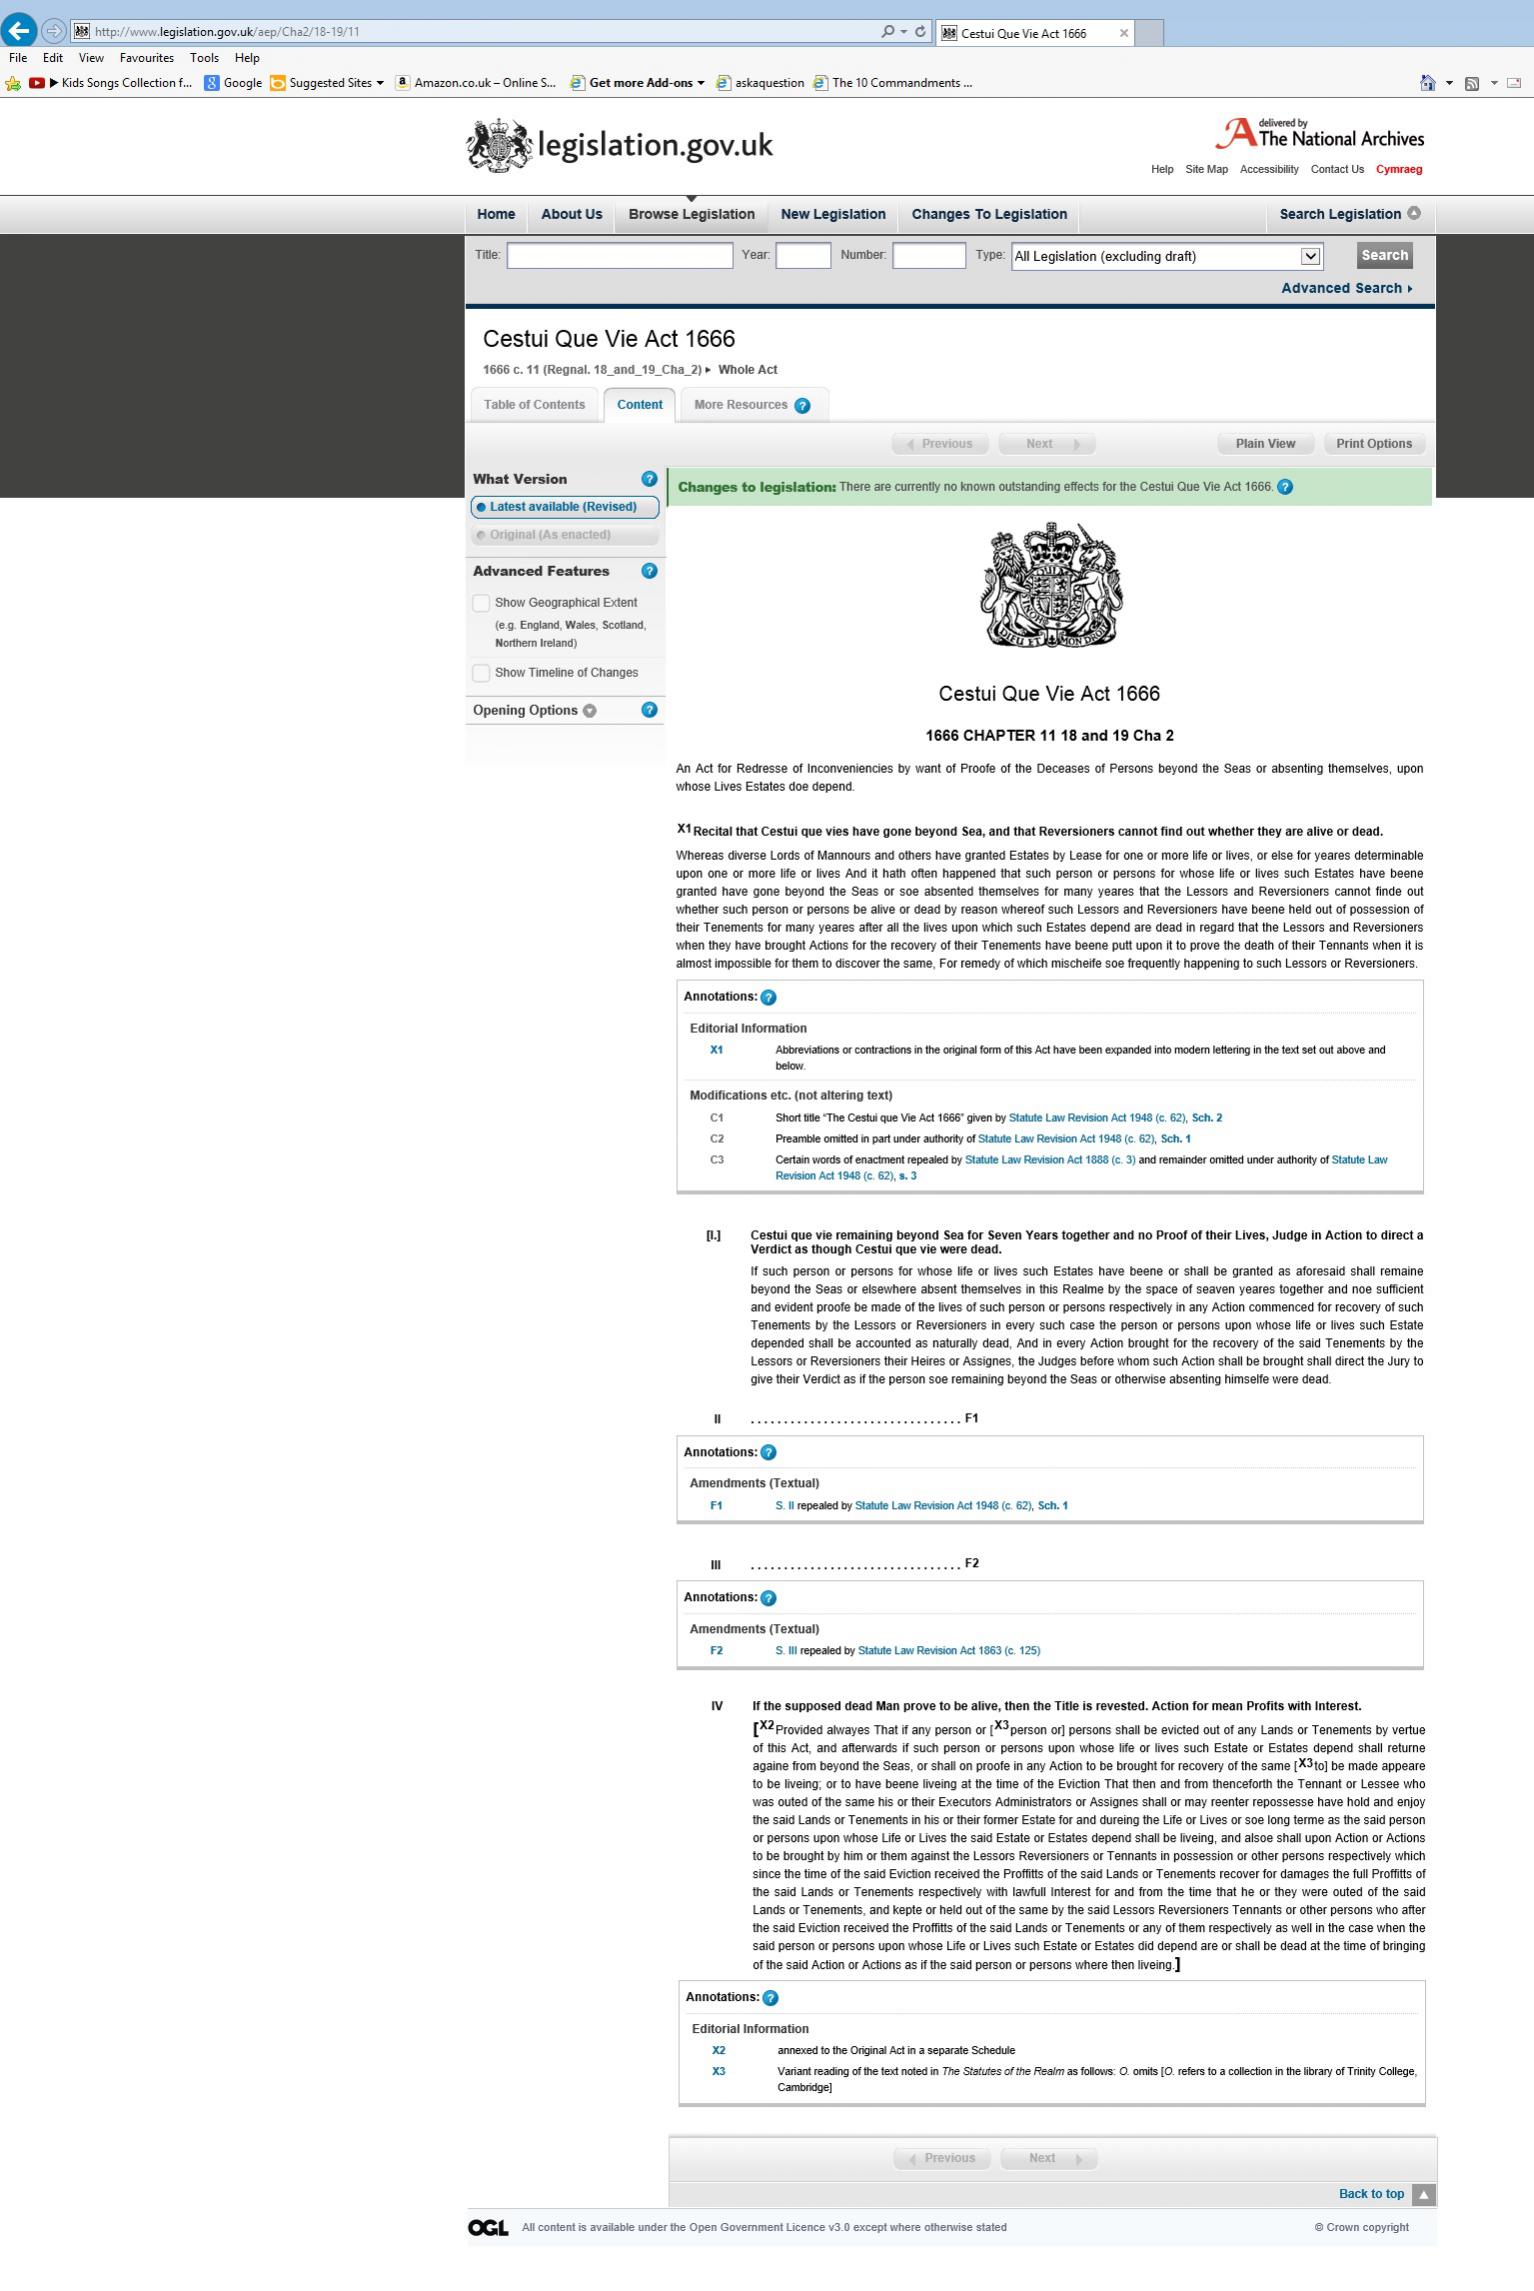 http://www.legislation.gov.uk/aep/Cha2/18-19/11
Cestui Que Vie Act 1666
File Edit View Favourites Tools Help
Kids Songs Collection f... Google Suggested Sites Amazon.co.uk – Online S... Get more Add-ons askaquestion The 10 Commandments ...
legislation.gov.uk
delivered by
The National Archives
Help Site Map Accessibility Contact Us Cymraeg
Home About Us Browse Legislation New Legislation Changes To Legislation Search Legislation
Title: Year: Number: Type: All Legislation (excluding draft) Search
Advanced Search
Cestui Que Vie Act 1666
1666 c. 11 (Regnal. 18_and_19_Cha_2) Whole Act
Table of Contents Content More Resources ?
Previous Next Plain View Print Options
What Version ?
Latest available (Revised)
Original (As enacted)
Advanced Features ?
Show Geographical Extent
(e.g. England, Wales, Scotland,
Northern Ireland)
Show Timeline of Changes
Opening Options ?
Changes to legislation: There are currently no known outstanding effects for the Cestui Que Vie Act 1666. ?
DIEU ET MON DROIT
Cestui Que Vie Act 1666
1666 CHAPTER 11 18 and 19 Cha 2
An Act for Redresse of Inconveniencies by want of Proofe of the Deceases of Persons beyond the Seas or absenting themselves, upon
whose Lives Estates doe depend.
X1 Recital that Cestui que vies have gone beyond Sea, and that Reversioners cannot find out whether they are alive or dead.
Whereas diverse Lords of Mannours and others have granted Estates by Lease for one or more life or lives, or else for yeares determinable
upon one or more life or lives And it hath often happened that such person or persons for whose life or lives such Estates have beene
granted have gone beyond the Seas or soe absented themselves for many yeares that the Lessors and Reversioners cannot finde out
whether such person or persons be alive or dead by reason whereof such Lessors and Reversioners have beene held out of possession of
their Tenements for many yeares after all the lives upon which such Estates depend are dead in regard that the Lessors and Reversioners
when they have brought Actions for the recovery of their Tenements have beene putt upon it to prove the death of their Tennants when it is
almost impossible for them to discover the same, For remedy of which mischeife soe frequently happening to such Lessors or Reversioners.
Annotations: ?
Editorial Information
X1 Abbreviations or contractions in the original form of this Act have been expanded into modern lettering in the text set out above and
below.
Modifications etc. (not altering text)
C1 Short title “The Cestui que Vie Act 1666” given by Statute Law Revision Act 1948 (c. 62), Sch. 2
C2 Preamble omitted in part under authority of Statute Law Revision Act 1948 (c. 62), Sch. 1
C3 Certain words of enactment repealed by Statute Law Revision Act 1888 (c. 3) and remainder omitted under authority of Statute Law
Revision Act 1948 (c. 62), s. 3
[I.] Cestui que vie remaining beyond Sea for Seven Years together and no Proof of their Lives, Judge in Action to direct a
Verdict as though Cestui que vie were dead.
If such person or persons for whose life or lives such Estates have beene or shall be granted as aforesaid shall remaine
beyond the Seas or elsewhere absent themselves in this Realme by the space of seaven yeares together and noe sufficient
and evident proofe be made of the lives of such person or persons respectively in any Action commenced for recovery of such
Tenements by the Lessors or Reversioners in every such case the person or persons upon whose life or lives such Estate
depended shall be accounted as naturally dead, And in every Action brought for the recovery of the said Tenements by the
Lessors or Reversioners their Heires or Assignes, the Judges before whom such Action shall be brought shall direct the Jury to
give their Verdict as if the person soe remaining beyond the Seas or otherwise absenting himselfe were dead.
II ................................ F1
Annotations: ?
Amendments (Textual)
F1 S. II repealed by Statute Law Revision Act 1948 (c. 62), Sch. 1
III ................................ F2
Annotations: ?
Amendments (Textual)
F2 S. III repealed by Statute Law Revision Act 1863 (c. 125)
IV If the supposed dead Man prove to be alive, then the Title is revested. Action for mean Profits with Interest.
[X2 Provided alwayes That if any person or [X3 person or] persons shall be evicted out of any Lands or Tenements by vertue
of this Act, and afterwards if such person or persons upon whose life or lives such Estate or Estates depend shall returne
againe from beyond the Seas, or shall on proofe in any Action to be brought for recovery of the same [X3 to] be made appeare
to be liveing; or to have beene liveing at the time of the Eviction That then and from thenceforth the Tennant or Lessee who
was outed of the same his or their Executors Administrators or Assignes shall or may reenter repossesse have hold and enjoy
the said Lands or Tenements in his or their former Estate for and dureing the Life or Lives or soe long terme as the said person
or persons upon whose Life or Lives the said Estate or Estates depend shall be liveing, and alsoe shall upon Action or Actions
to be brought by him or them against the Lessors Reversioners or Tennants in possession or other persons respectively which
since the time of the said Eviction received the Proffitts of the said Lands or Tenements recover for damages the full Proffitts of
the said Lands or Tenements respectively with lawfull Interest for and from the time that he or they were outed of the said
Lands or Tenements, and kepte or held out of the same by the said Lessors Reversioners Tennants or other persons who after
the said Eviction received the Proffitts of the said Lands or Tenements or any of them respectively as well in the case when the
said person or persons upon whose Life or Lives such Estate or Estates did depend are or shall be dead at the time of bringing
of the said Action or Actions as if the said person or persons where then liveing.]
Annotations: ?
Editorial Information
X2 annexed to the Original Act in a separate Schedule
X3 Variant reading of the text noted in The Statutes of the Realm as follows: O. omits [O. refers to a collection in the library of Trinity College,
Cambridge]
Previous Next
Back to top
OGL All content is available under the Open Government Licence v3.0 except where otherwise stated © Crown copyright